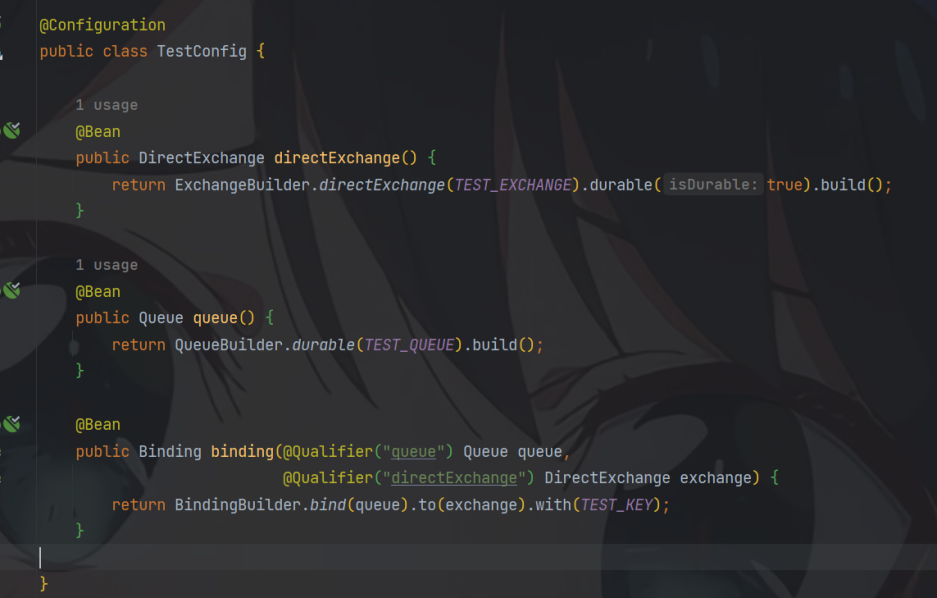 @Configuration
public class TestConfig {
1 usage
@Bean
public DirectExchange directExchange() {
return ExchangeBuilder.directExchange(TEST_EXCHANGE).durable( isDurable: true).build();
}
1 usage
@Bean
public Queue queue() {
return QueueBuilder.durable(TEST_QUEUE).build();
}
@Bean
public Binding binding(@Qualifier("queue") Queue queue,
@Qualifier("directExchange") DirectExchange exchange) {
return BindingBuilder.bind(queue).to(exchange).with(TEST_KEY);
}
}